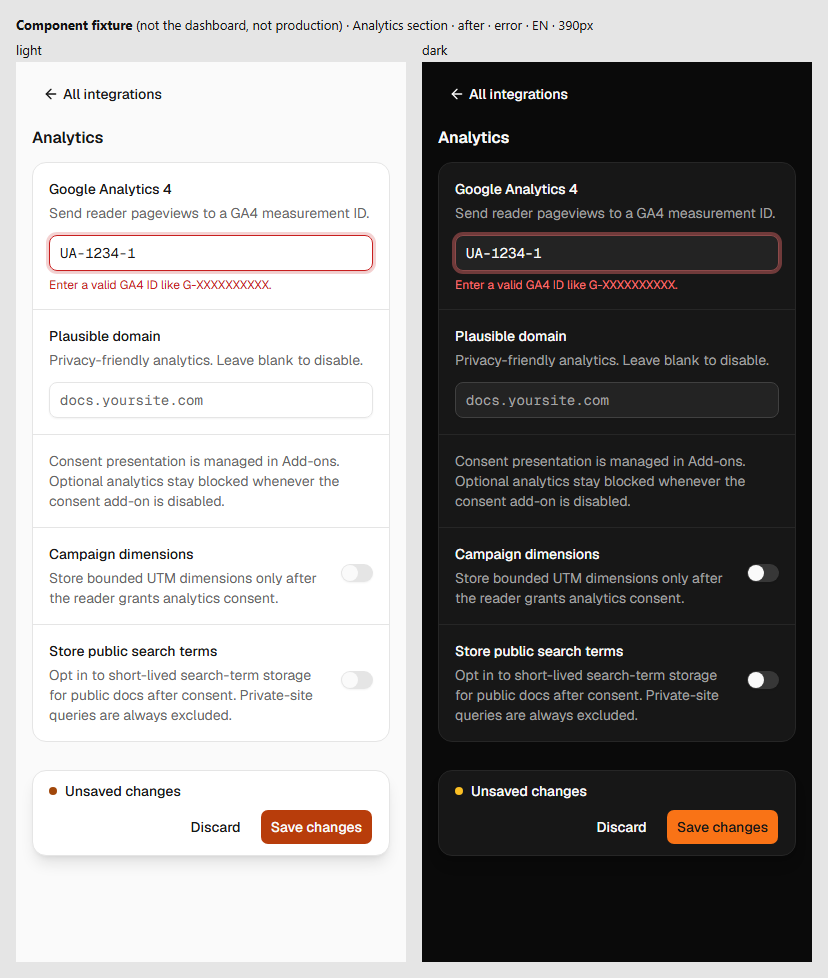 Component fixture (not the dashboard, not production) · Analytics section · after · error · EN · 390px
light
← All integrations
Analytics
Google Analytics 4
Send reader pageviews to a GA4 measurement ID.
UA-1234-1
Enter a valid GA4 ID like G-XXXXXXXXXX.
Plausible domain
Privacy-friendly analytics. Leave blank to disable.
docs.yoursite.com
Consent presentation is managed in Add-ons.
Optional analytics stay blocked whenever the
consent add-on is disabled.
Campaign dimensions
Store bounded UTM dimensions only after
the reader grants analytics consent.
Store public search terms
Opt in to short-lived search-term storage
for public docs after consent. Private-site
queries are always excluded.
Unsaved changes
Discard
Save changes
dark
← All integrations
Analytics
Google Analytics 4
Send reader pageviews to a GA4 measurement ID.
UA-1234-1
Enter a valid GA4 ID like G-XXXXXXXXXX.
Plausible domain
Privacy-friendly analytics. Leave blank to disable.
docs.yoursite.com
Consent presentation is managed in Add-ons.
Optional analytics stay blocked whenever the
consent add-on is disabled.
Campaign dimensions
Store bounded UTM dimensions only after
the reader grants analytics consent.
Store public search terms
Opt in to short-lived search-term storage
for public docs after consent. Private-site
queries are always excluded.
Unsaved changes
Discard
Save changes